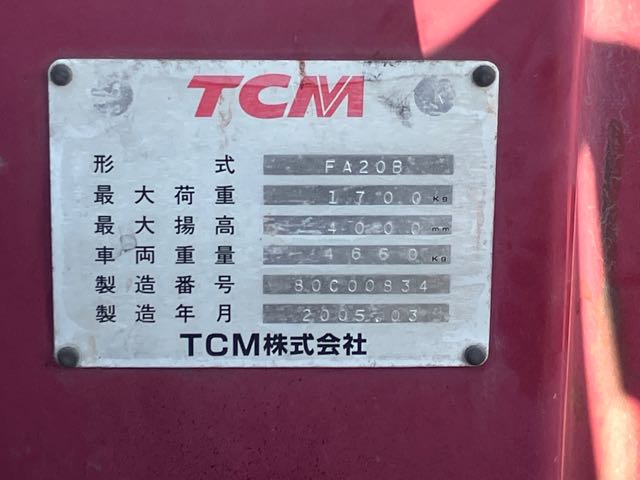 TCM
形式 FA20B
最大荷重 1700 Kg
最大揚高 4000 mm
車両重量 4660 Kg
製造番号 80C00834
製造年月 2005.03
TCM株式会社